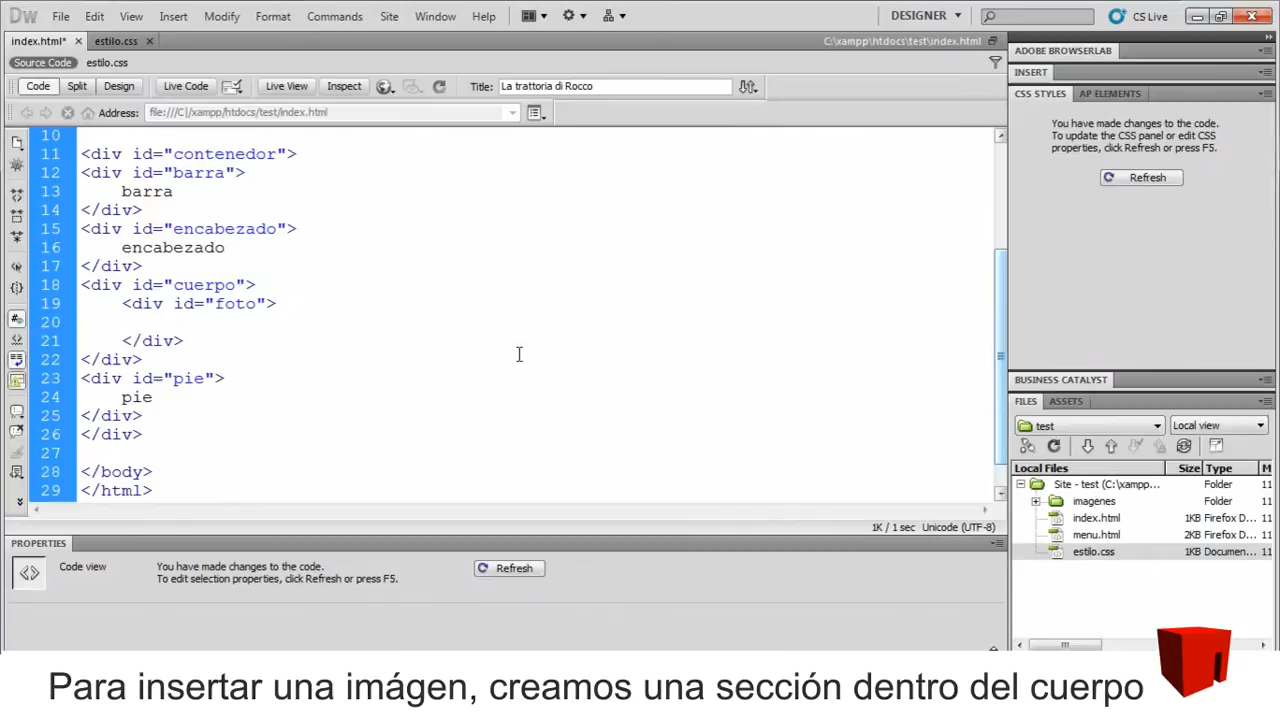 Dw File Edit View Insert Modify Format Commands Site Window Help DESIGNER CS Live
index.html* estilo.css C:\xampp\htdocs\test\index.html
Source Code estilo.css
Code Split Design Live Code Live View Inspect Title: La trattoria di Rocco
Address: file:///C|/xampp/htdocs/test/index.html
10
11 <div id="contenedor">
12 <div id="barra">
13 barra
14 </div>
15 <div id="encabezado">
16 encabezado
17 </div>
18 <div id="cuerpo">
19 <div id="foto">
20
21 </div>
22 </div>
23 <div id="pie">
24 pie
25 </div>
26 </div>
27
28 </body>
29 </html>
1K / 1 sec Unicode (UTF-8)
PROPERTIES
Code view
You have made changes to the code.
To edit selection properties, click Refresh or press F5.
Refresh
ADOBE BROWSERLAB
INSERT
CSS STYLES AP ELEMENTS
You have made changes to the code.
To update the CSS panel or edit CSS
properties, click Refresh or press F5.
Refresh
BUSINESS CATALYST
FILES ASSETS
test Local view
Local Files Size Type M
Site - test (C:\xampp... Folder 11
imagenes Folder 11
index.html 1KB Firefox D... 11
menu.html 2KB Firefox D... 11
estilo.css 1KB Documen... 11
Para insertar una imágen, creamos una sección dentro del cuerpo